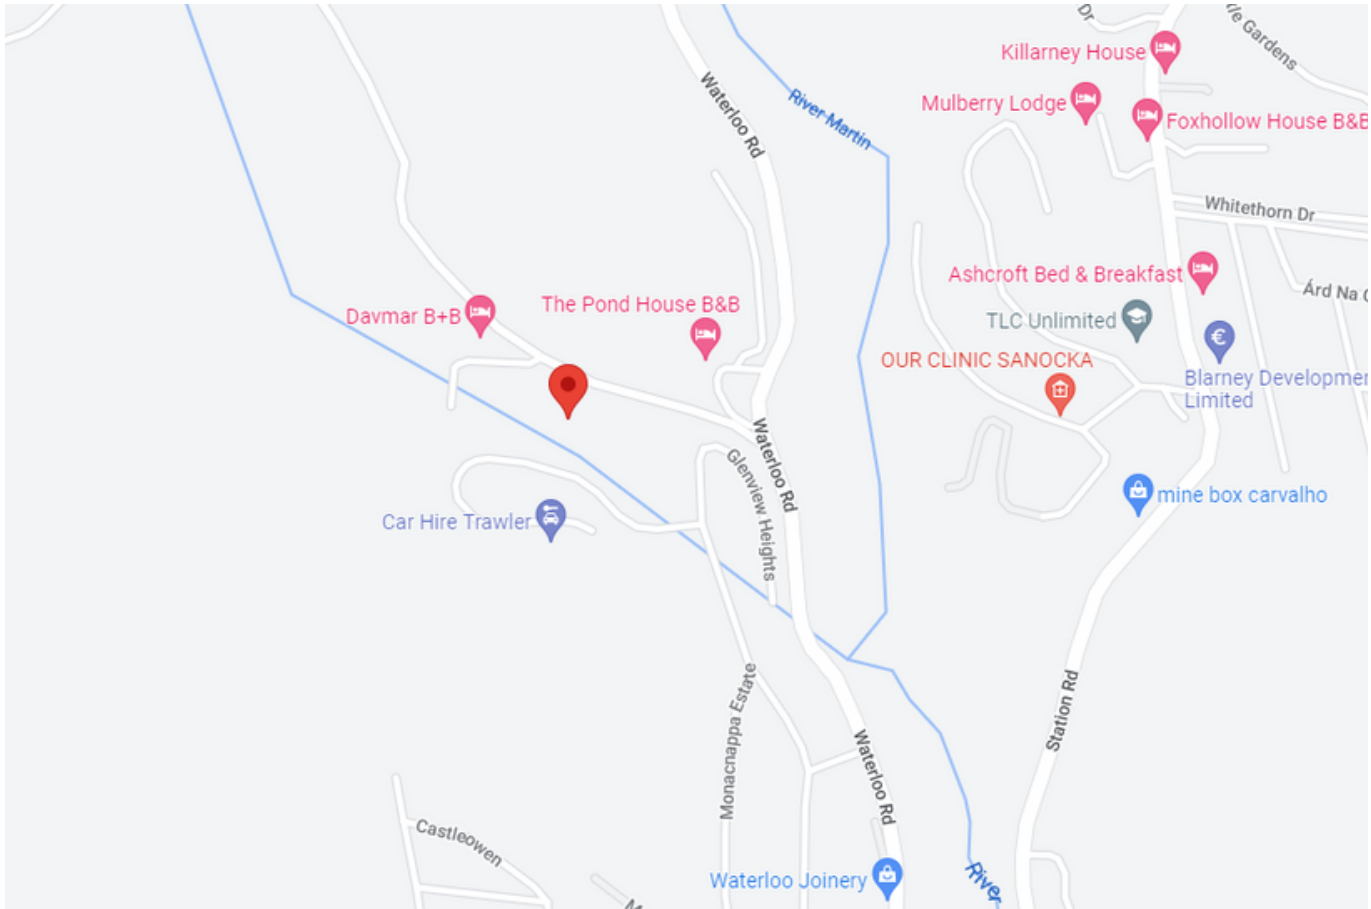 Dr
Gardens
Killarney House
Mulberry Lodge
Foxhollow House B&B
Waterloo Rd
River Martin
Whitethorn Dr
Ashcroft Bed & Breakfast
Árd Na
The Pond House B&B
Davmar B+B
TLC Unlimited
OUR CLINIC SANOCKA
€
Blarney Developmer
Limited
Waterloo Rd
Glenview Heights
mine box carvalho
Car Hire Trawler
Monacnappa Estate
Station Rd
Waterloo Rd
Castleowen
Waterloo Joinery
River